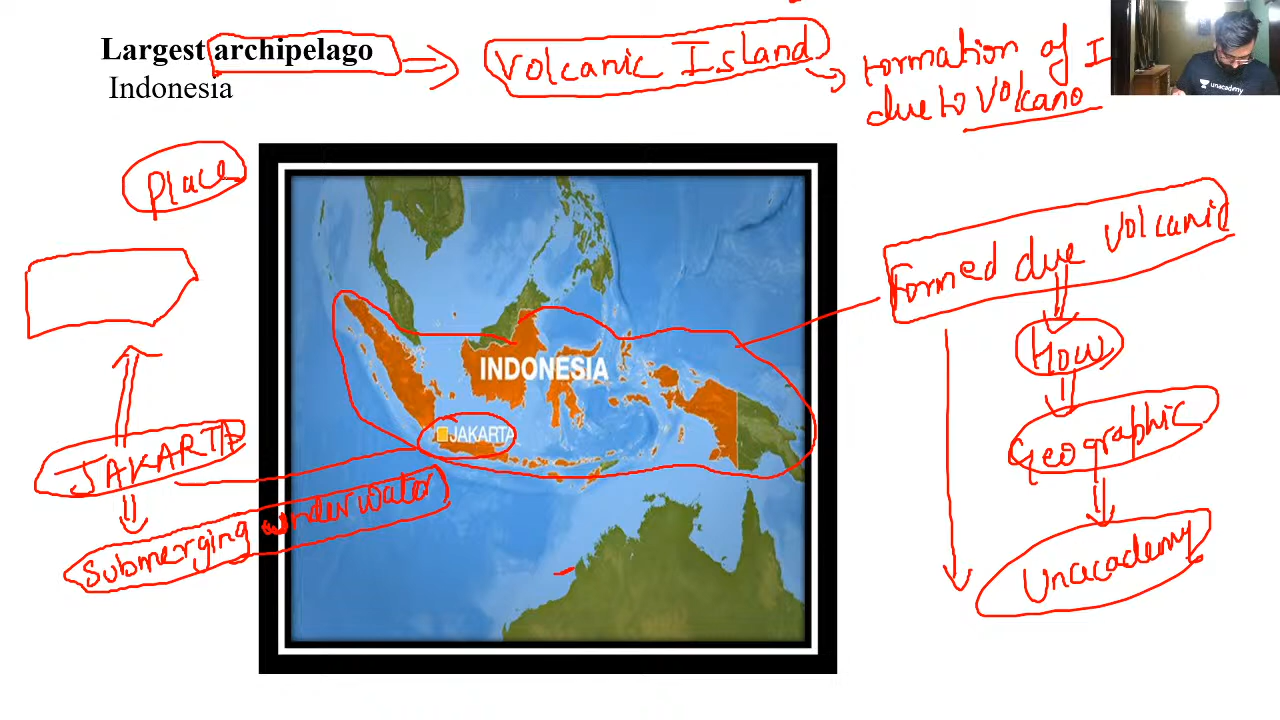 Largest archipelago
Indonesia
Volcanic Island
Formation of I
due to Volcano
unacademy
Place
Formed due Volcanic
How
INDONESIA
JAKARTA
Geographic
JAKARTA
Submerging underwater
Unacademy